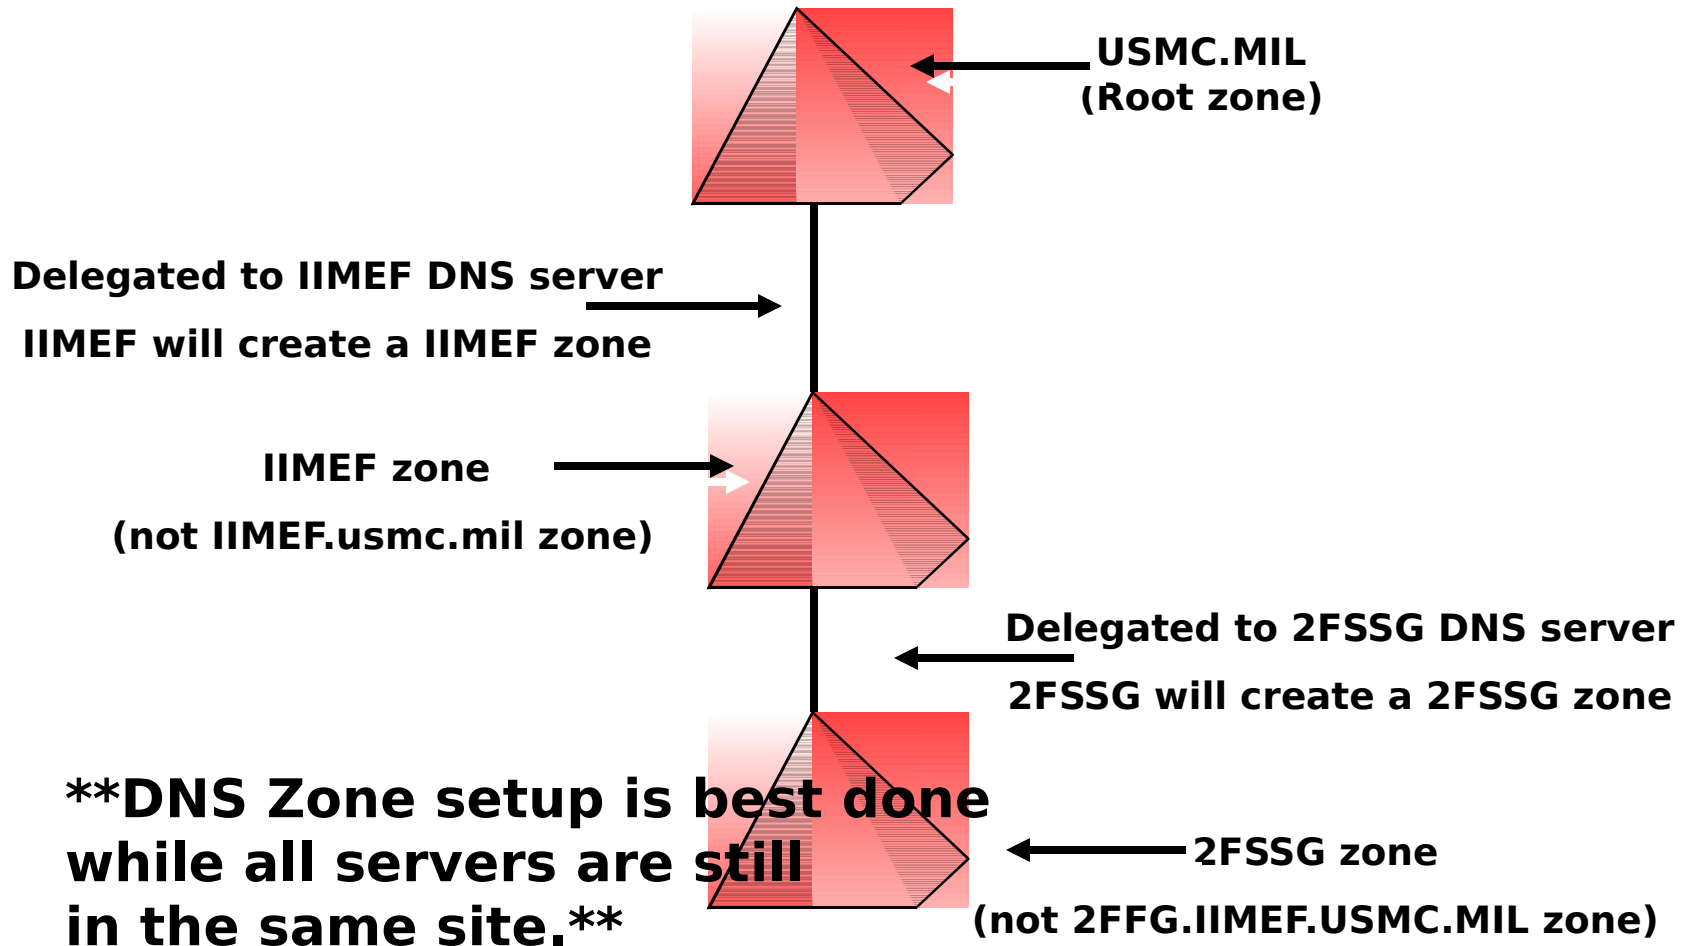 USMC.MIL
(Root zone)
Delegated to IIMEF DNS server
IIMEF will create a IIMEF zone
IIMEF zone
(not IIMEF.usmc.mil zone)
Delegated to 2FSSG DNS server
2FSSG will create a 2FSSG zone
**DNS Zone setup is best done
while all servers are still
in the same site.**
2FSSG zone
(not 2FFG.IIMEF.USMC.MIL zone)